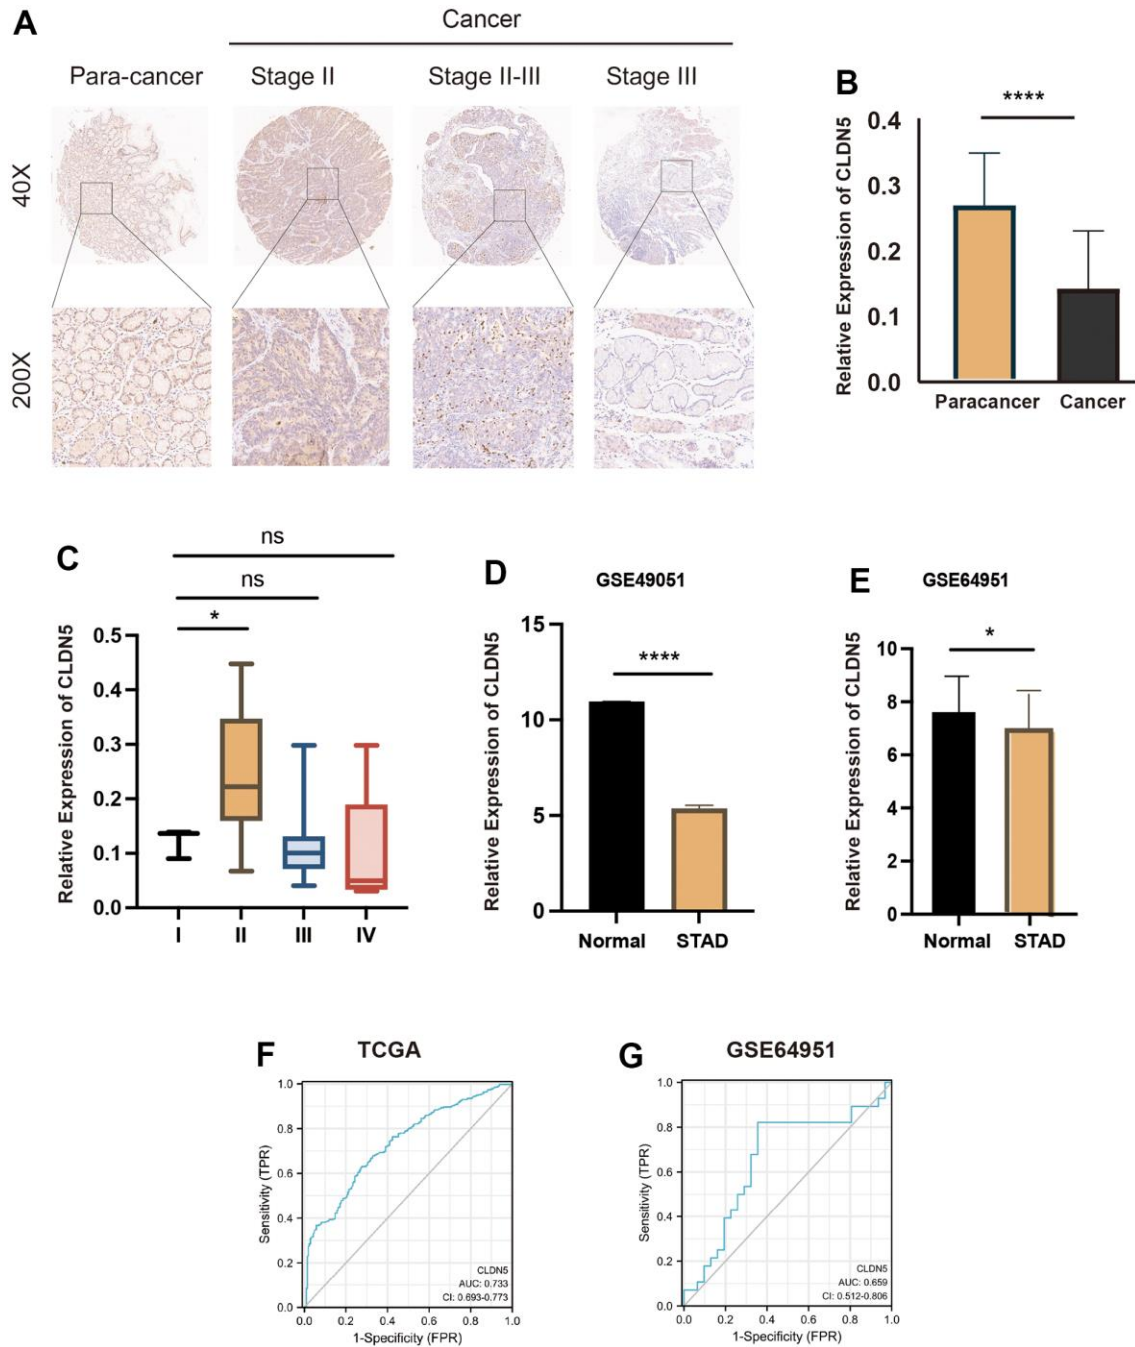 A
Cancer
Para-cancer
Stage II
Stage II-III
Stage III
40X
200X
B
****
Relative Expression of CLDN5
0.4
0.3
0.2
0.1
0.0
Paracancer
Cancer
C
ns
ns
*
Relative Expression of CLDN5
0.5
0.4
0.3
0.2
0.1
0.0
I
II
III
IV
D
GSE49051
****
Relative Expression of CLDN5
15
10
5
0
Normal
STAD
E
GSE64951
*
Relative Expression of CLDN5
10
8
6
4
2
0
Normal
STAD
F
TCGA
Sensitivity (TPR)
1.0
0.8
0.6
0.4
0.2
0.0
CLDN5
AUC: 0.733
CI: 0.693-0.773
0.0 0.2 0.4 0.6 0.8 1.0
1-Specificity (FPR)
G
GSE64951
Sensitivity (TPR)
1.0
0.8
0.6
0.4
0.2
0.0
CLDN5
AUC: 0.659
CI: 0.512-0.806
0.0 0.2 0.4 0.6 0.8 1.0
1-Specificity (FPR)